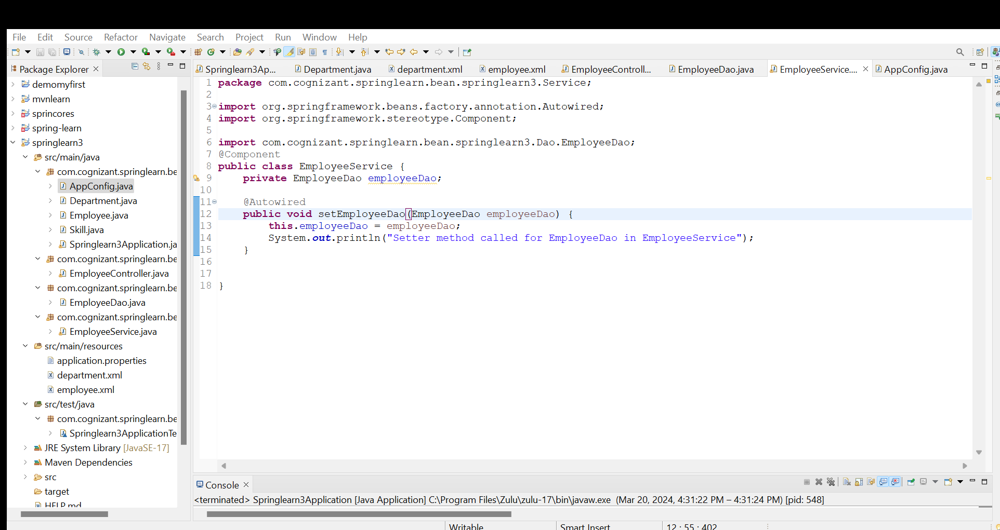 File Edit Source Refactor Navigate Search Project Run Window Help
Package Explorer
Springlearn3Ap... Department.java department.xml employee.xml EmployeeControll... EmployeeDao.java EmployeeService.... AppConfig.java
demomyfirst
mvnlearn
sprincores
spring-learn
springlearn3
src/main/java
com.cognizant.springlearn.be
AppConfig.java
Department.java
Employee.java
Skill.java
Springlearn3Application.ja
com.cognizant.springlearn.be
EmployeeController.java
com.cognizant.springlearn.be
EmployeeDao.java
com.cognizant.springlearn.be
EmployeeService.java
src/main/resources
application.properties
department.xml
employee.xml
src/test/java
com.cognizant.springlearn.be
Springlearn3ApplicationTe
JRE System Library [JavaSE-17]
Maven Dependencies
src
target
HELP.md
1 package com.cognizant.springlearn.bean.springlearn3.Service;
2
3 import org.springframework.beans.factory.annotation.Autowired;
4 import org.springframework.stereotype.Component;
5
6 import com.cognizant.springlearn.bean.springlearn3.Dao.EmployeeDao;
7 @Component
8 public class EmployeeService {
9 private EmployeeDao employeeDao;
10
11 @Autowired
12 public void setEmployeeDao(EmployeeDao employeeDao) {
13 this.employeeDao = employeeDao;
14 System.out.println("Setter method called for EmployeeDao in EmployeeService");
15 }
16
17
18 }
Console
<terminated> Springlearn3Application [Java Application] C:\Program Files\Zulu\zulu-17\bin\javaw.exe (Mar 20, 2024, 4:31:22 PM – 4:31:24 PM) [pid: 548]
Writable Smart Insert 12 : 55 : 402